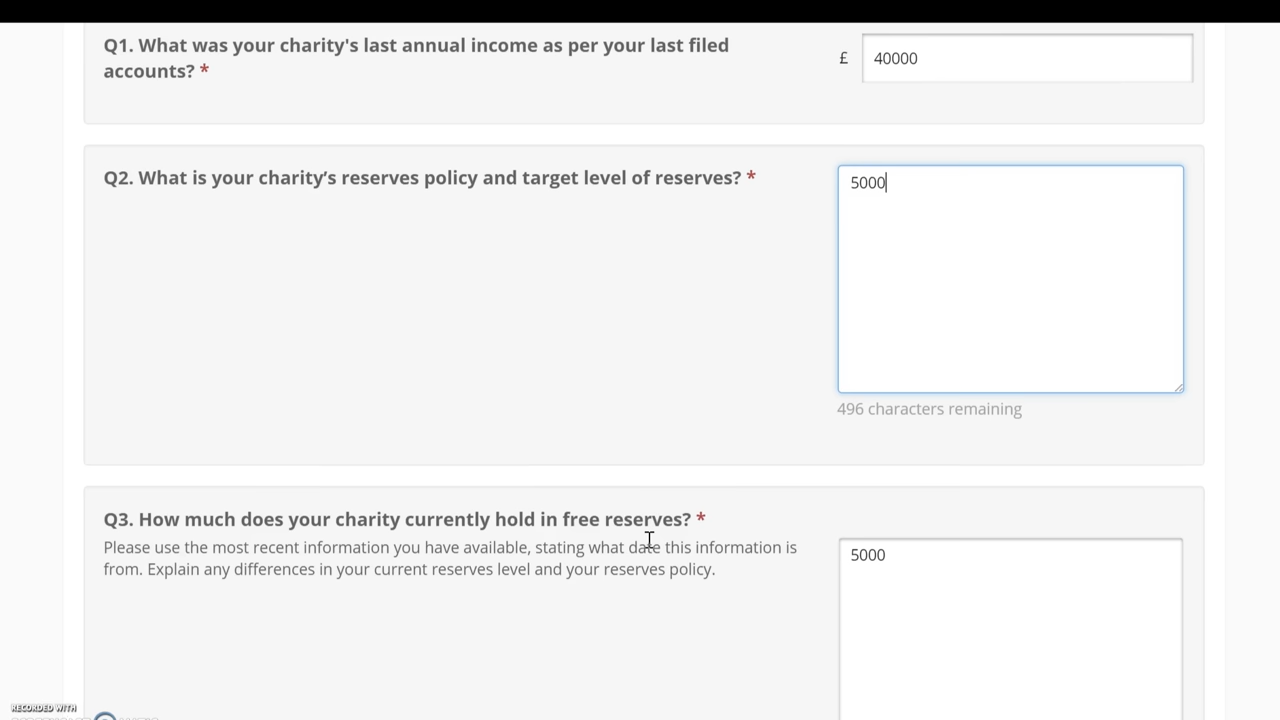 Q1. What was your charity's last annual income as per your last filed
accounts? *
£ 40000
Q2. What is your charity’s reserves policy and target level of reserves? *
5000
496 characters remaining
Q3. How much does your charity currently hold in free reserves? *
Please use the most recent information you have available, stating what date this information is
from. Explain any differences in your current reserves level and your reserves policy.
5000
RECORDED WITH